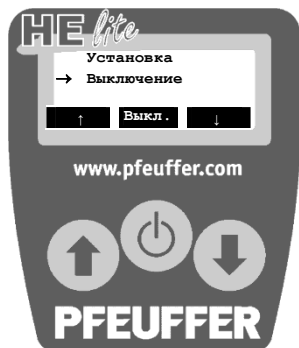 HE lite
Установка
→ Выключение
↑ Выкл. ↓
www.pfeuffer.com
PFEUFFER